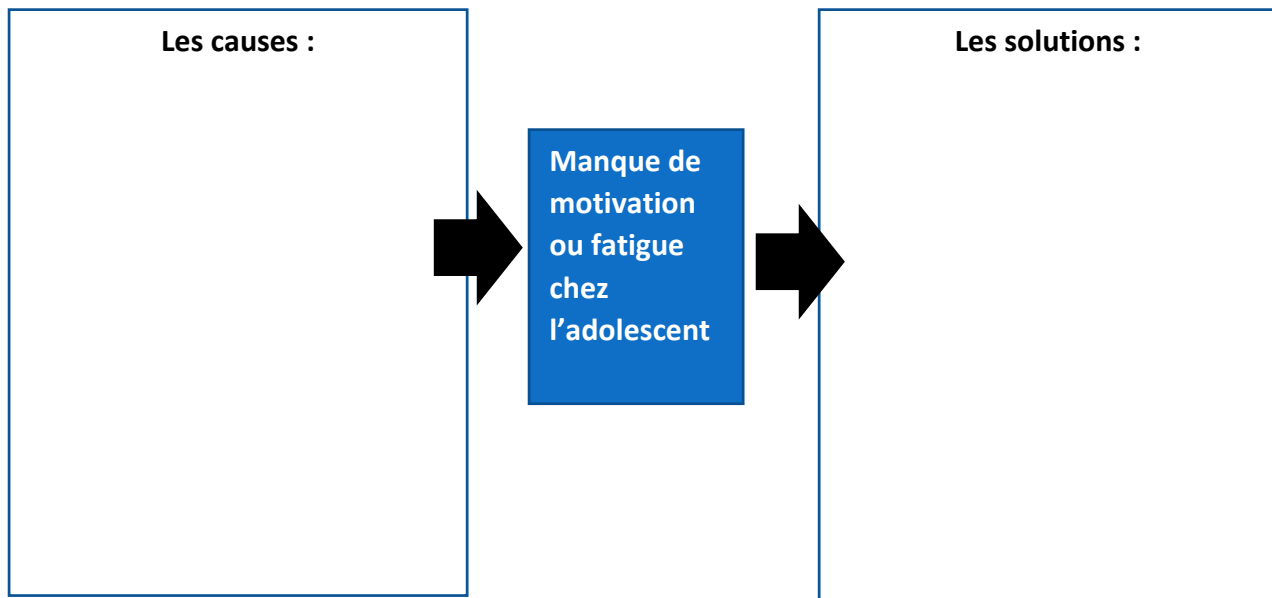 Les causes :
Manque de
motivation
ou fatigue
chez
l’adolescent
Les solutions :